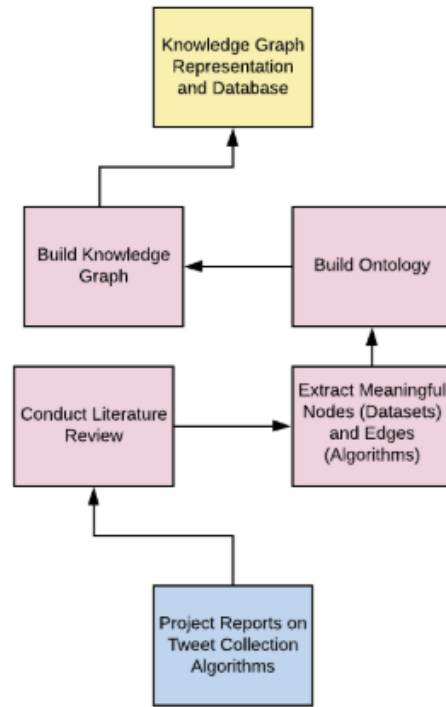 Knowledge Graph
Representation
and Database
Build Knowledge
Graph
Build Ontology
Conduct Literature
Review
Extract Meaningful
Nodes (Datasets)
and Edges
(Algorithms)
Project Reports on
Tweet Collection
Algorithms